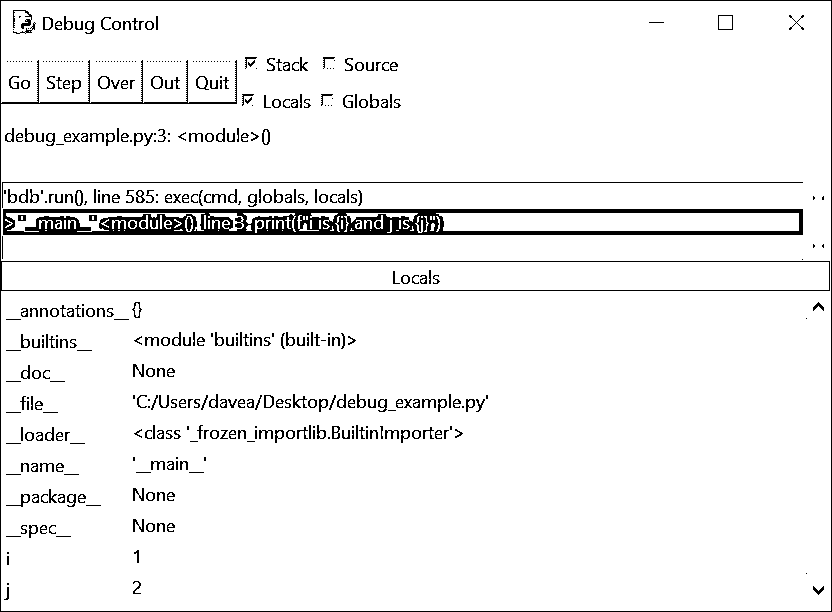 Debug Control
Go Step Over Out Quit
Stack Source
Locals Globals
debug_example.py:3: <module>()
'bdb'.run(), line 585: exec(cmd, globals, locals)
> '__main__'.<module>(), line 3: print(f"i is {i} and j is {j}")
Locals
__annotations__ {}
__builtins__ <module 'builtins' (built-in)>
__doc__ None
__file__ 'C:/Users/davea/Desktop/debug_example.py'
__loader__ <class '_frozen_importlib.BuiltinImporter'>
__name__ '__main__'
__package__ None
__spec__ None
i 1
j 2